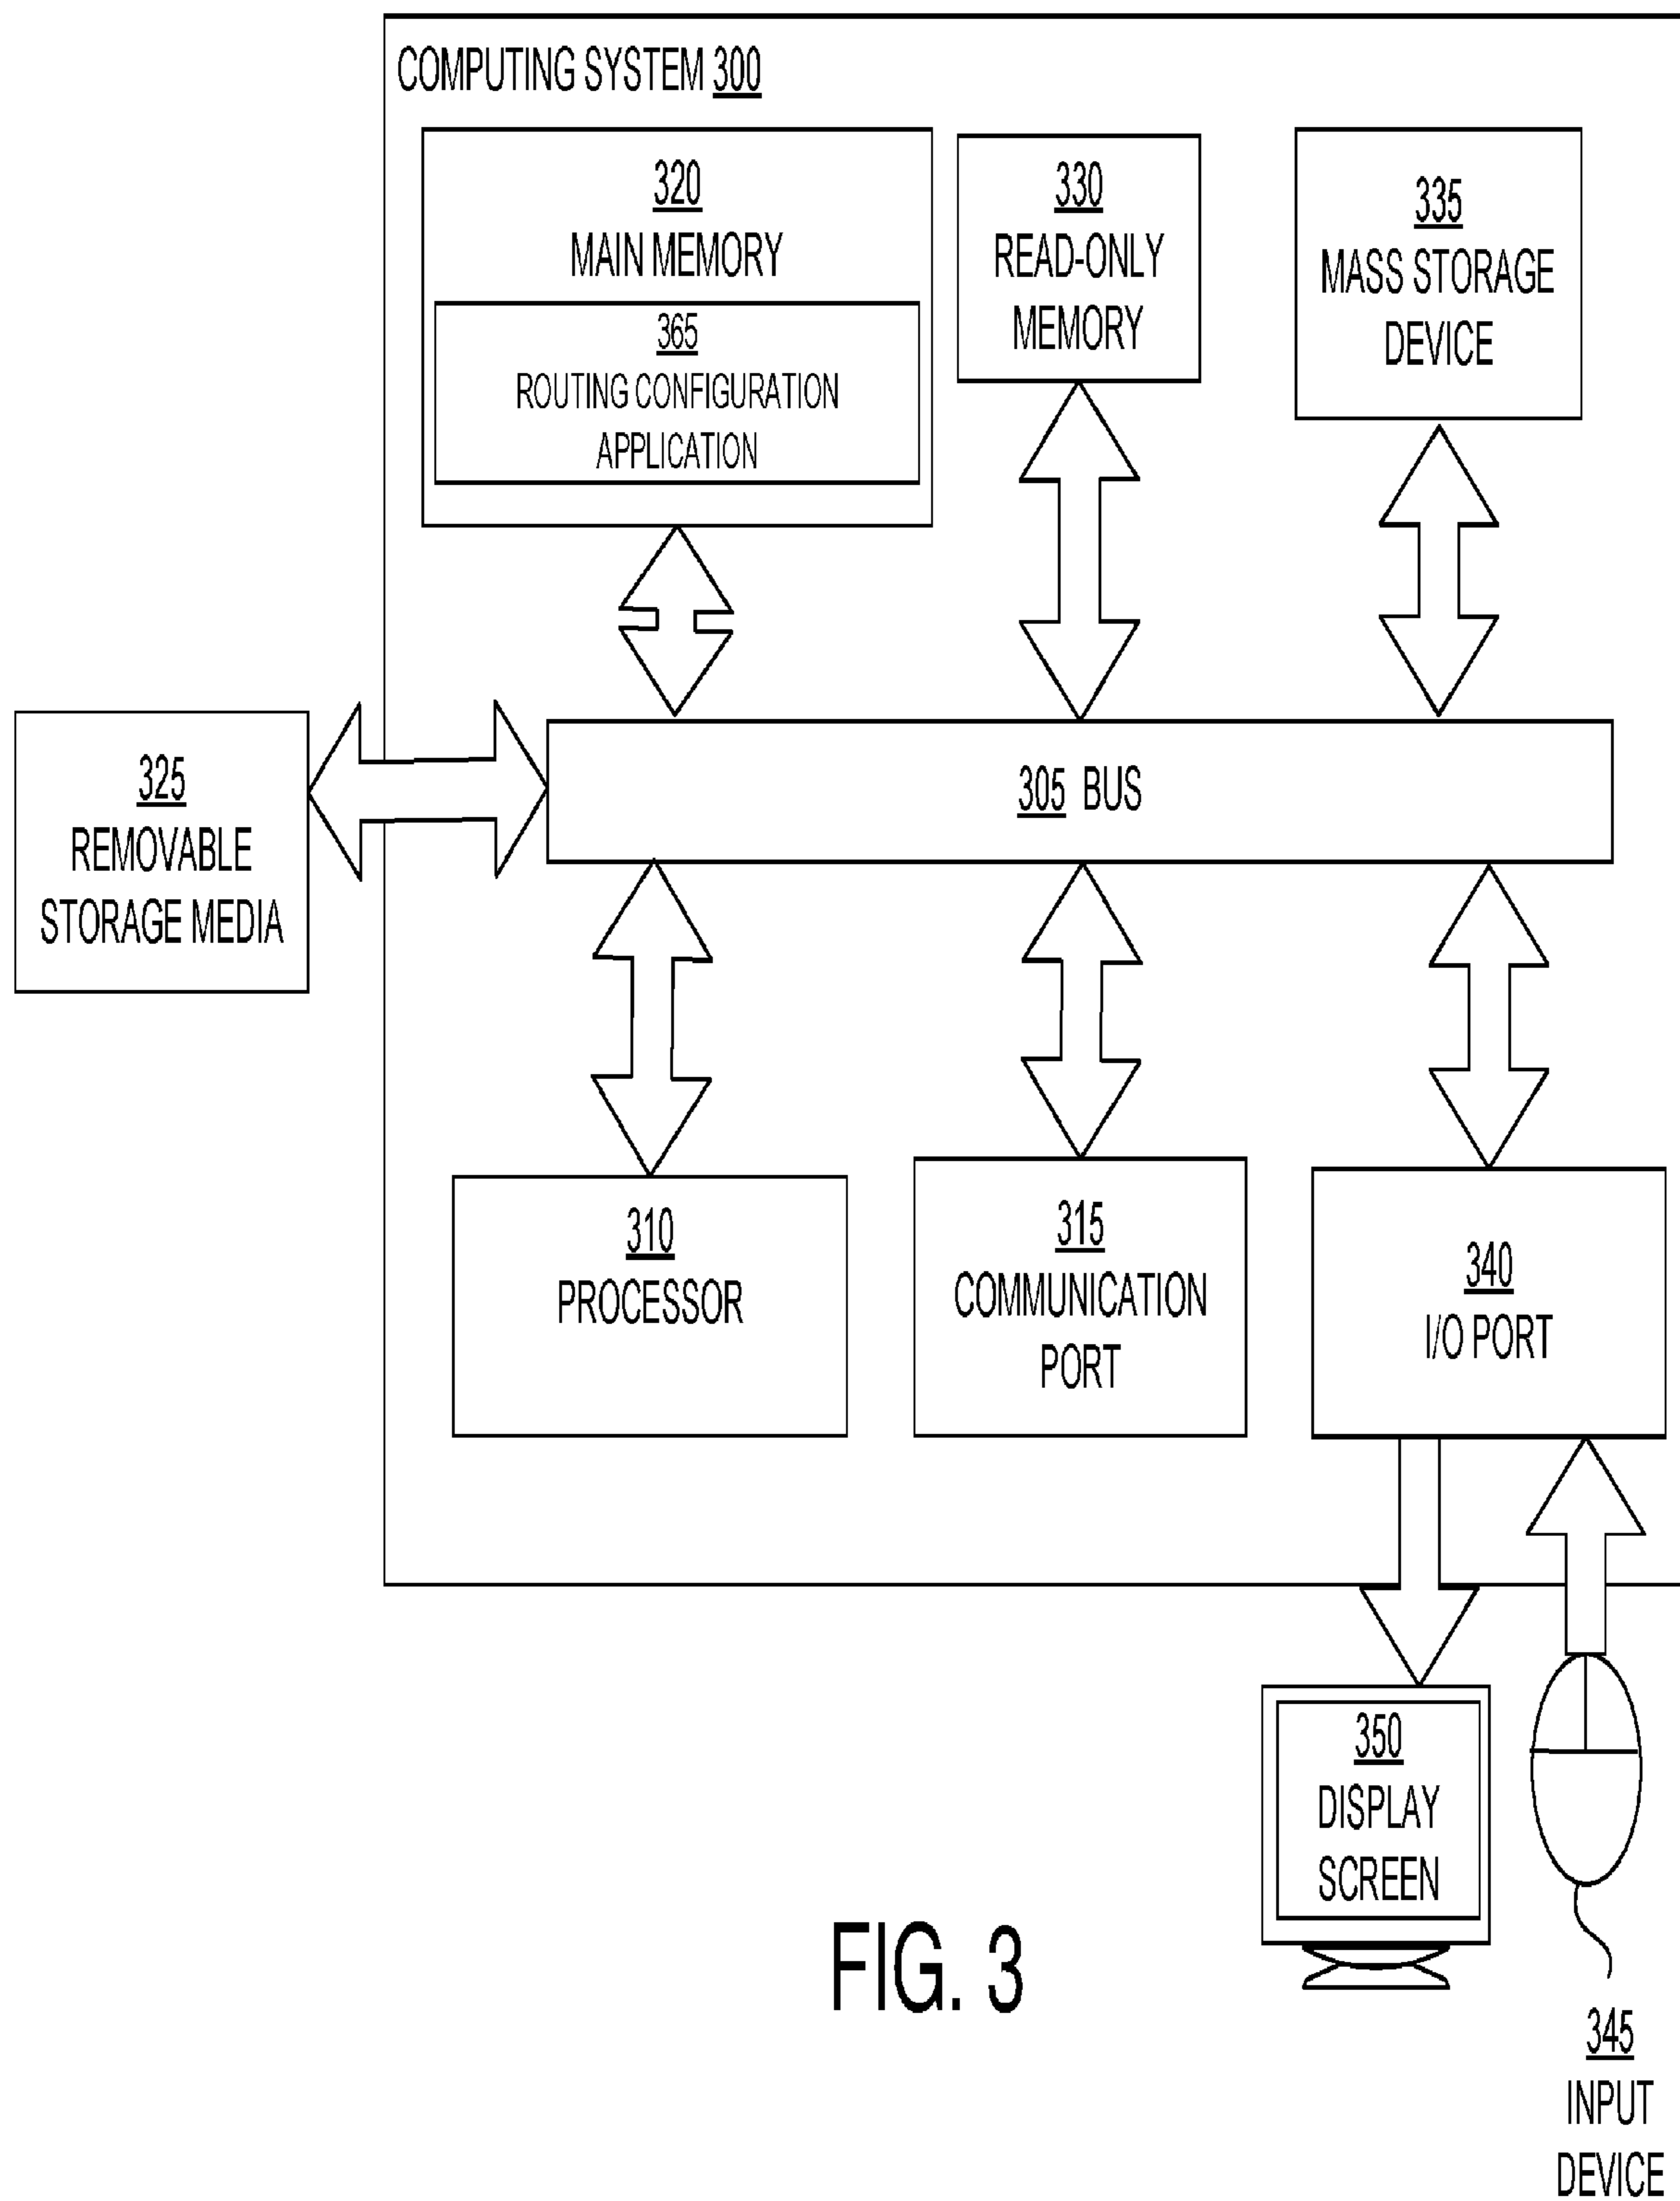 COMPUTING SYSTEM 300
320
MAIN MEMORY
365
ROUTING CONFIGURATION
APPLICATION
330
READ-ONLY
MEMORY
335
MASS STORAGE
DEVICE
325
REMOVABLE
STORAGE MEDIA
305 BUS
310
PROCESSOR
315
COMMUNICATION
PORT
340
I/O PORT
350
DISPLAY
SCREEN
345
INPUT
DEVICE
FIG. 3